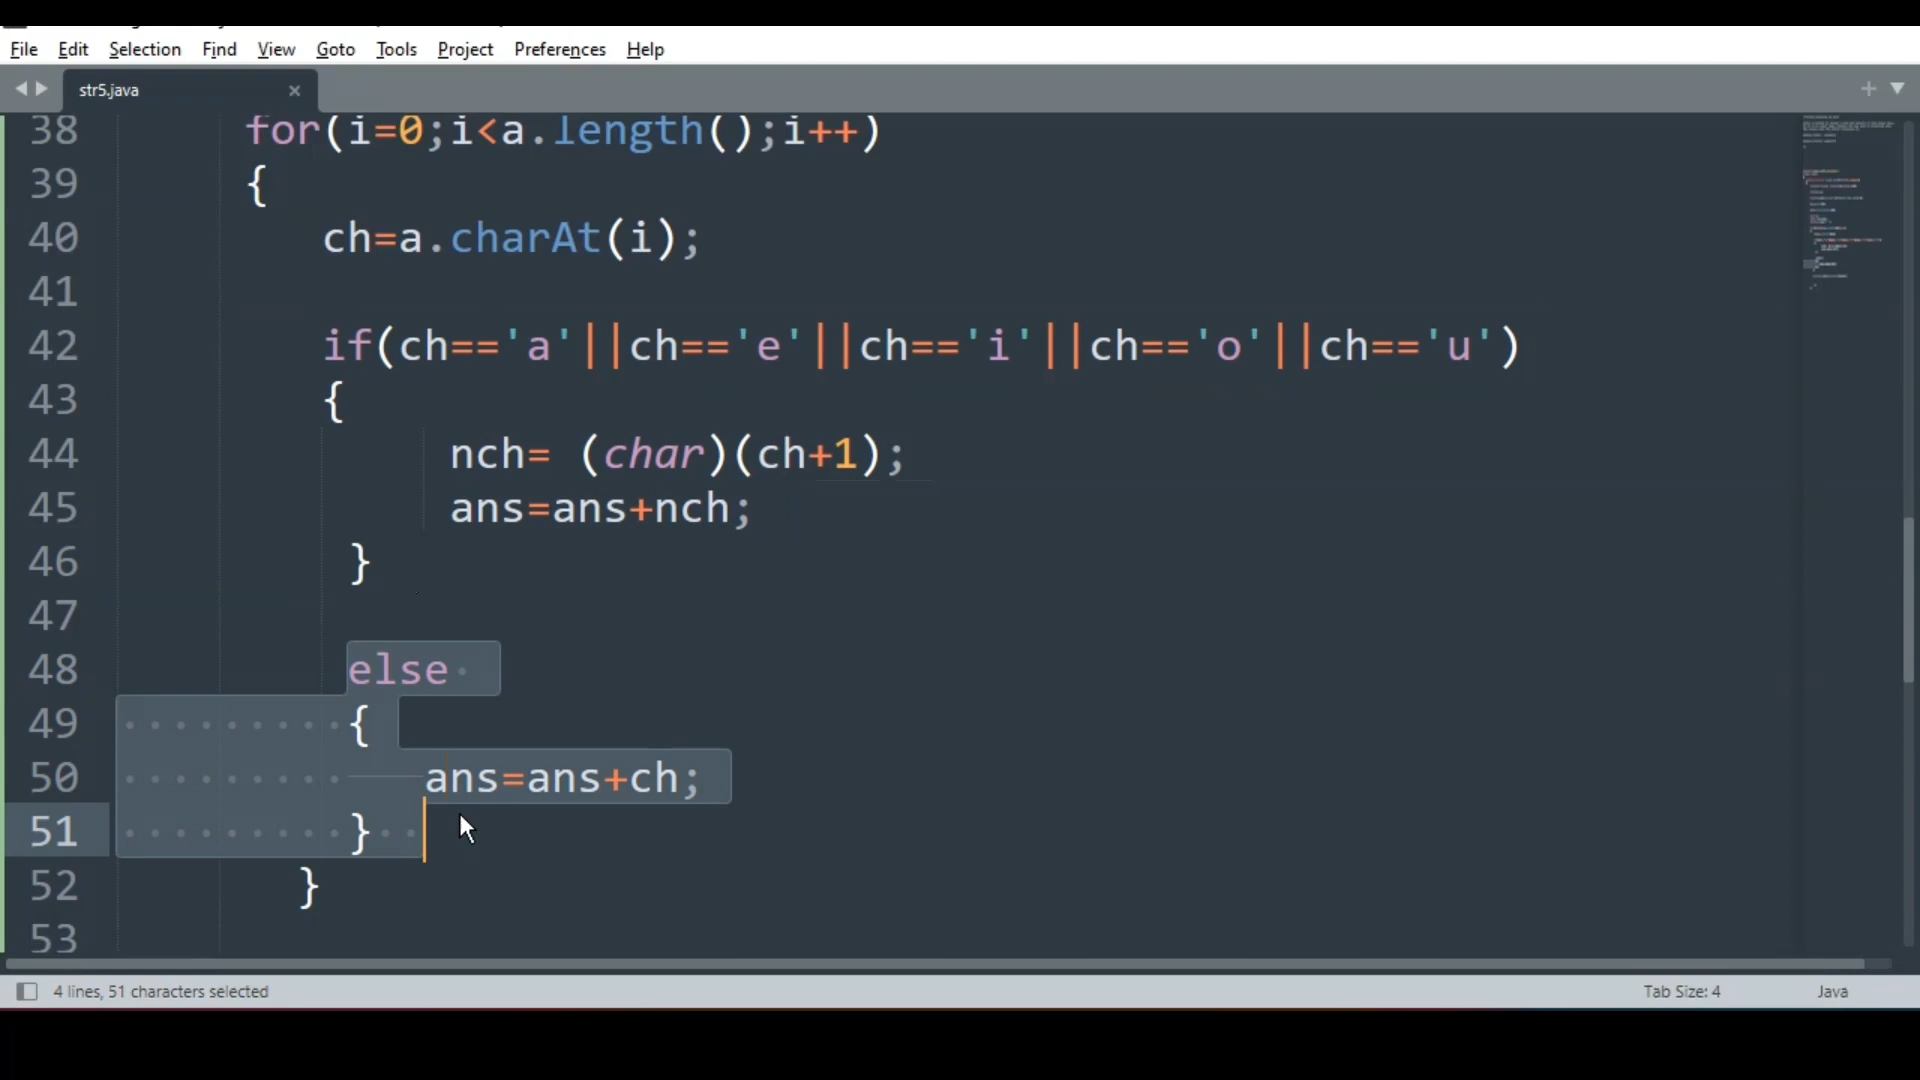 File Edit Selection Find View Goto Tools Project Preferences Help
str5.java
38 for(i=0;i<a.length();i++)
39 {
40 ch=a.charAt(i);
41
42 if(ch=='a'||ch=='e'||ch=='i'||ch=='o'||ch=='u')
43 {
44 nch= (char)(ch+1);
45 ans=ans+nch;
46 }
47
48 else
49 {
50 ans=ans+ch;
51 }
52 }
53
4 lines, 51 characters selected Tab Size: 4 Java